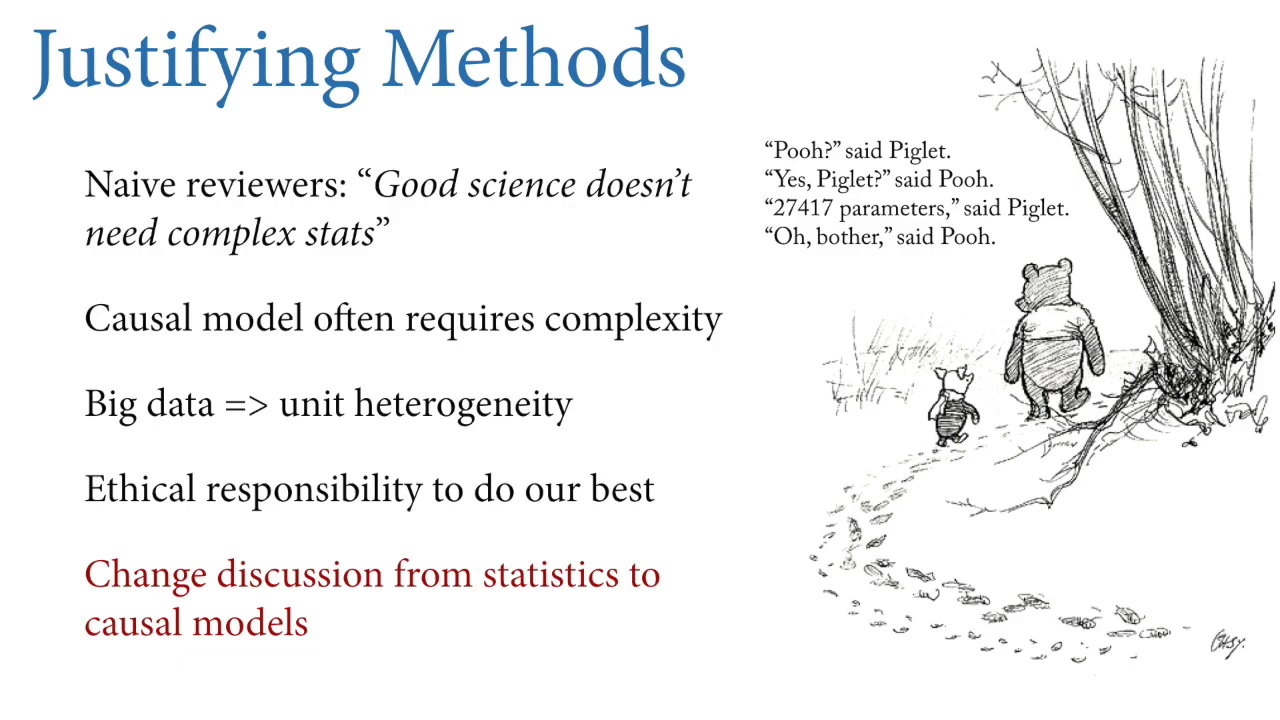 Justifying Methods
Naive reviewers: “Good science doesn’t
need complex stats”
Causal model often requires complexity
Big data => unit heterogeneity
Ethical responsibility to do our best
Change discussion from statistics to
causal models
“Pooh?” said Piglet.
“Yes, Piglet?” said Pooh.
“27417 parameters,” said Piglet.
“Oh, bother,” said Pooh.